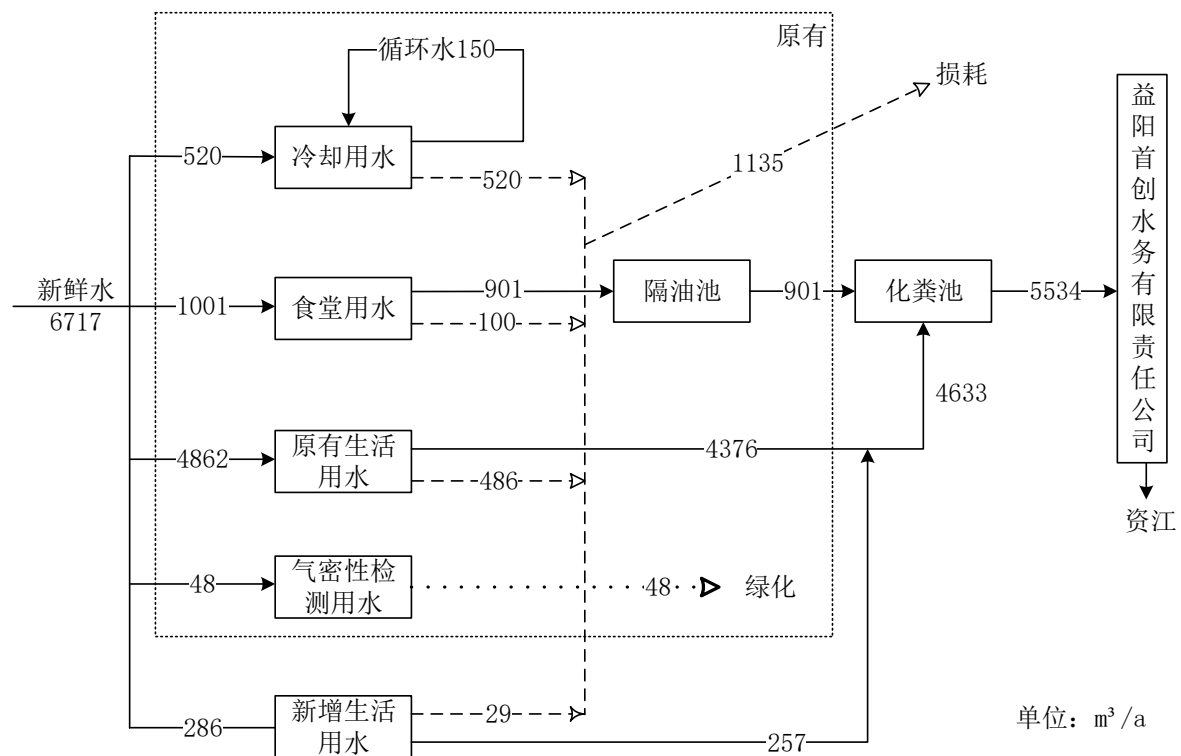 原有
循环水150
损耗
冷却用水
520
520
1135
新鲜水
6717
1001
食堂用水
901
100
隔油池
901
化粪池
5534
益阳首创水务有限责任公司
4633
4862
原有生活
用水
4376
486
资江
48
气密性检
测用水
48
绿化
286
新增生活
用水
29
257
单位：m³/a